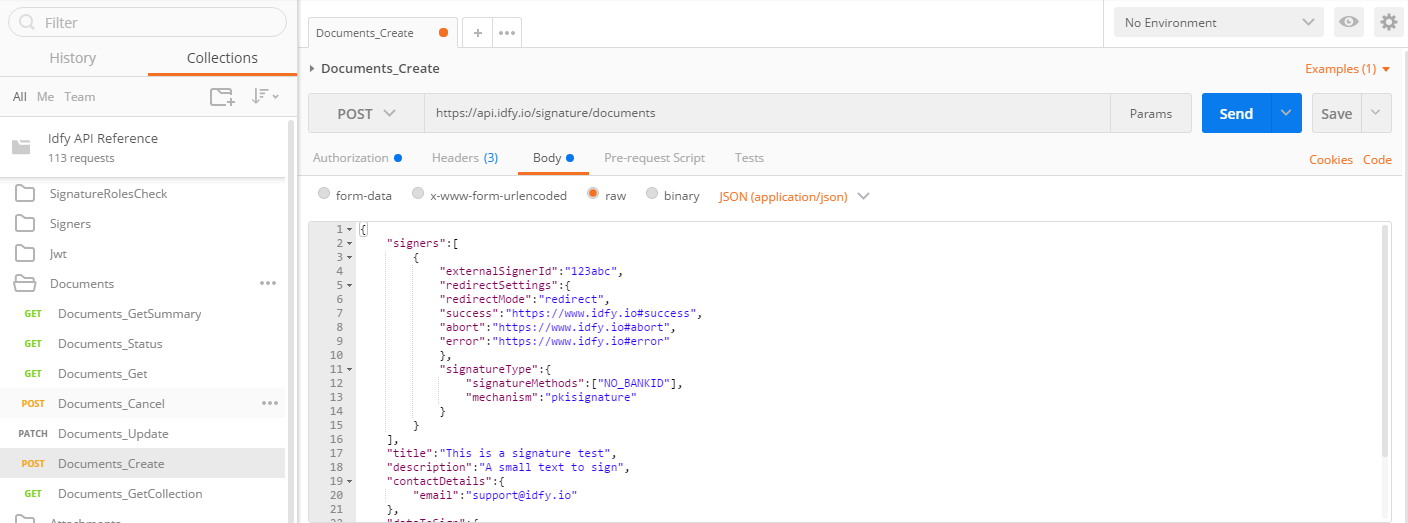 Filter
History
Collections
All Me Team
Idfy API Reference
113 requests
SignatureRolesCheck
Signers
Jwt
Documents
GET Documents_GetSummary
GET Documents_Status
GET Documents_Get
POST Documents_Cancel
PATCH Documents_Update
POST Documents_Create
GET Documents_GetCollection
Attachments
Documents_Create
+
No Environment
Documents_Create
Examples (1)
POST
https://api.idfy.io/signature/documents
Params
Send
Save
Authorization
Headers (3)
Body
Pre-request Script
Tests
Cookies Code
form-data
x-www-form-urlencoded
raw
binary
JSON (application/json)
1 {
2 "signers":[
3 {
4 "externalSignerId":"123abc",
5 "redirectSettings":{
6 "redirectMode":"redirect",
7 "success":"https://www.idfy.io#success",
8 "abort":"https://www.idfy.io#abort",
9 "error":"https://www.idfy.io#error"
10 },
11 "signatureType":{
12 "signatureMethods":["NO_BANKID"],
13 "mechanism":"pkisignature"
14 }
15 }
16 ],
17 "title":"This is a signature test",
18 "description":"A small text to sign",
19 "contactDetails":{
20 "email":"support@idfy.io"
21 },
22 "dataToSign":{